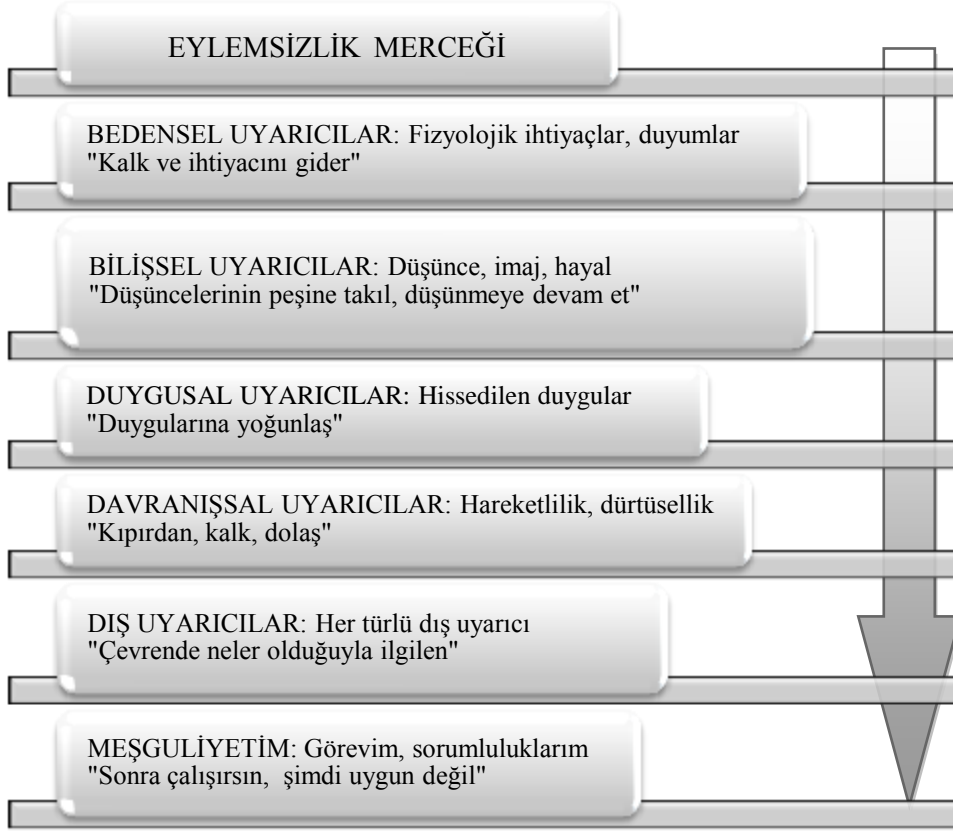 EYLEMSİZLİK MERCEĞİ
BEDENSEL UYARICILAR: Fizyolojik ihtiyaçlar, duyumlar
"Kalk ve ihtiyacını gider"
BİLİŞSEL UYARICILAR: Düşünce, imaj, hayal
"Düşüncelerinin peşine takıl, düşünmeye devam et"
DUYGUSAL UYARICILAR: Hissedilen duygular
"Duygularına yoğunlaş"
DAVRANIŞSAL UYARICILAR: Hareketlilik, dürtüsellik
"Kıpırdan, kalk, dolaş"
DIŞ UYARICILAR: Her türlü dış uyarıcı
"Çevrende neler olduğuyla ilgilen"
MEŞGULİYETİM: Görevim, sorumluluklarım
"Sonra çalışırsın, şimdi uygun değil"